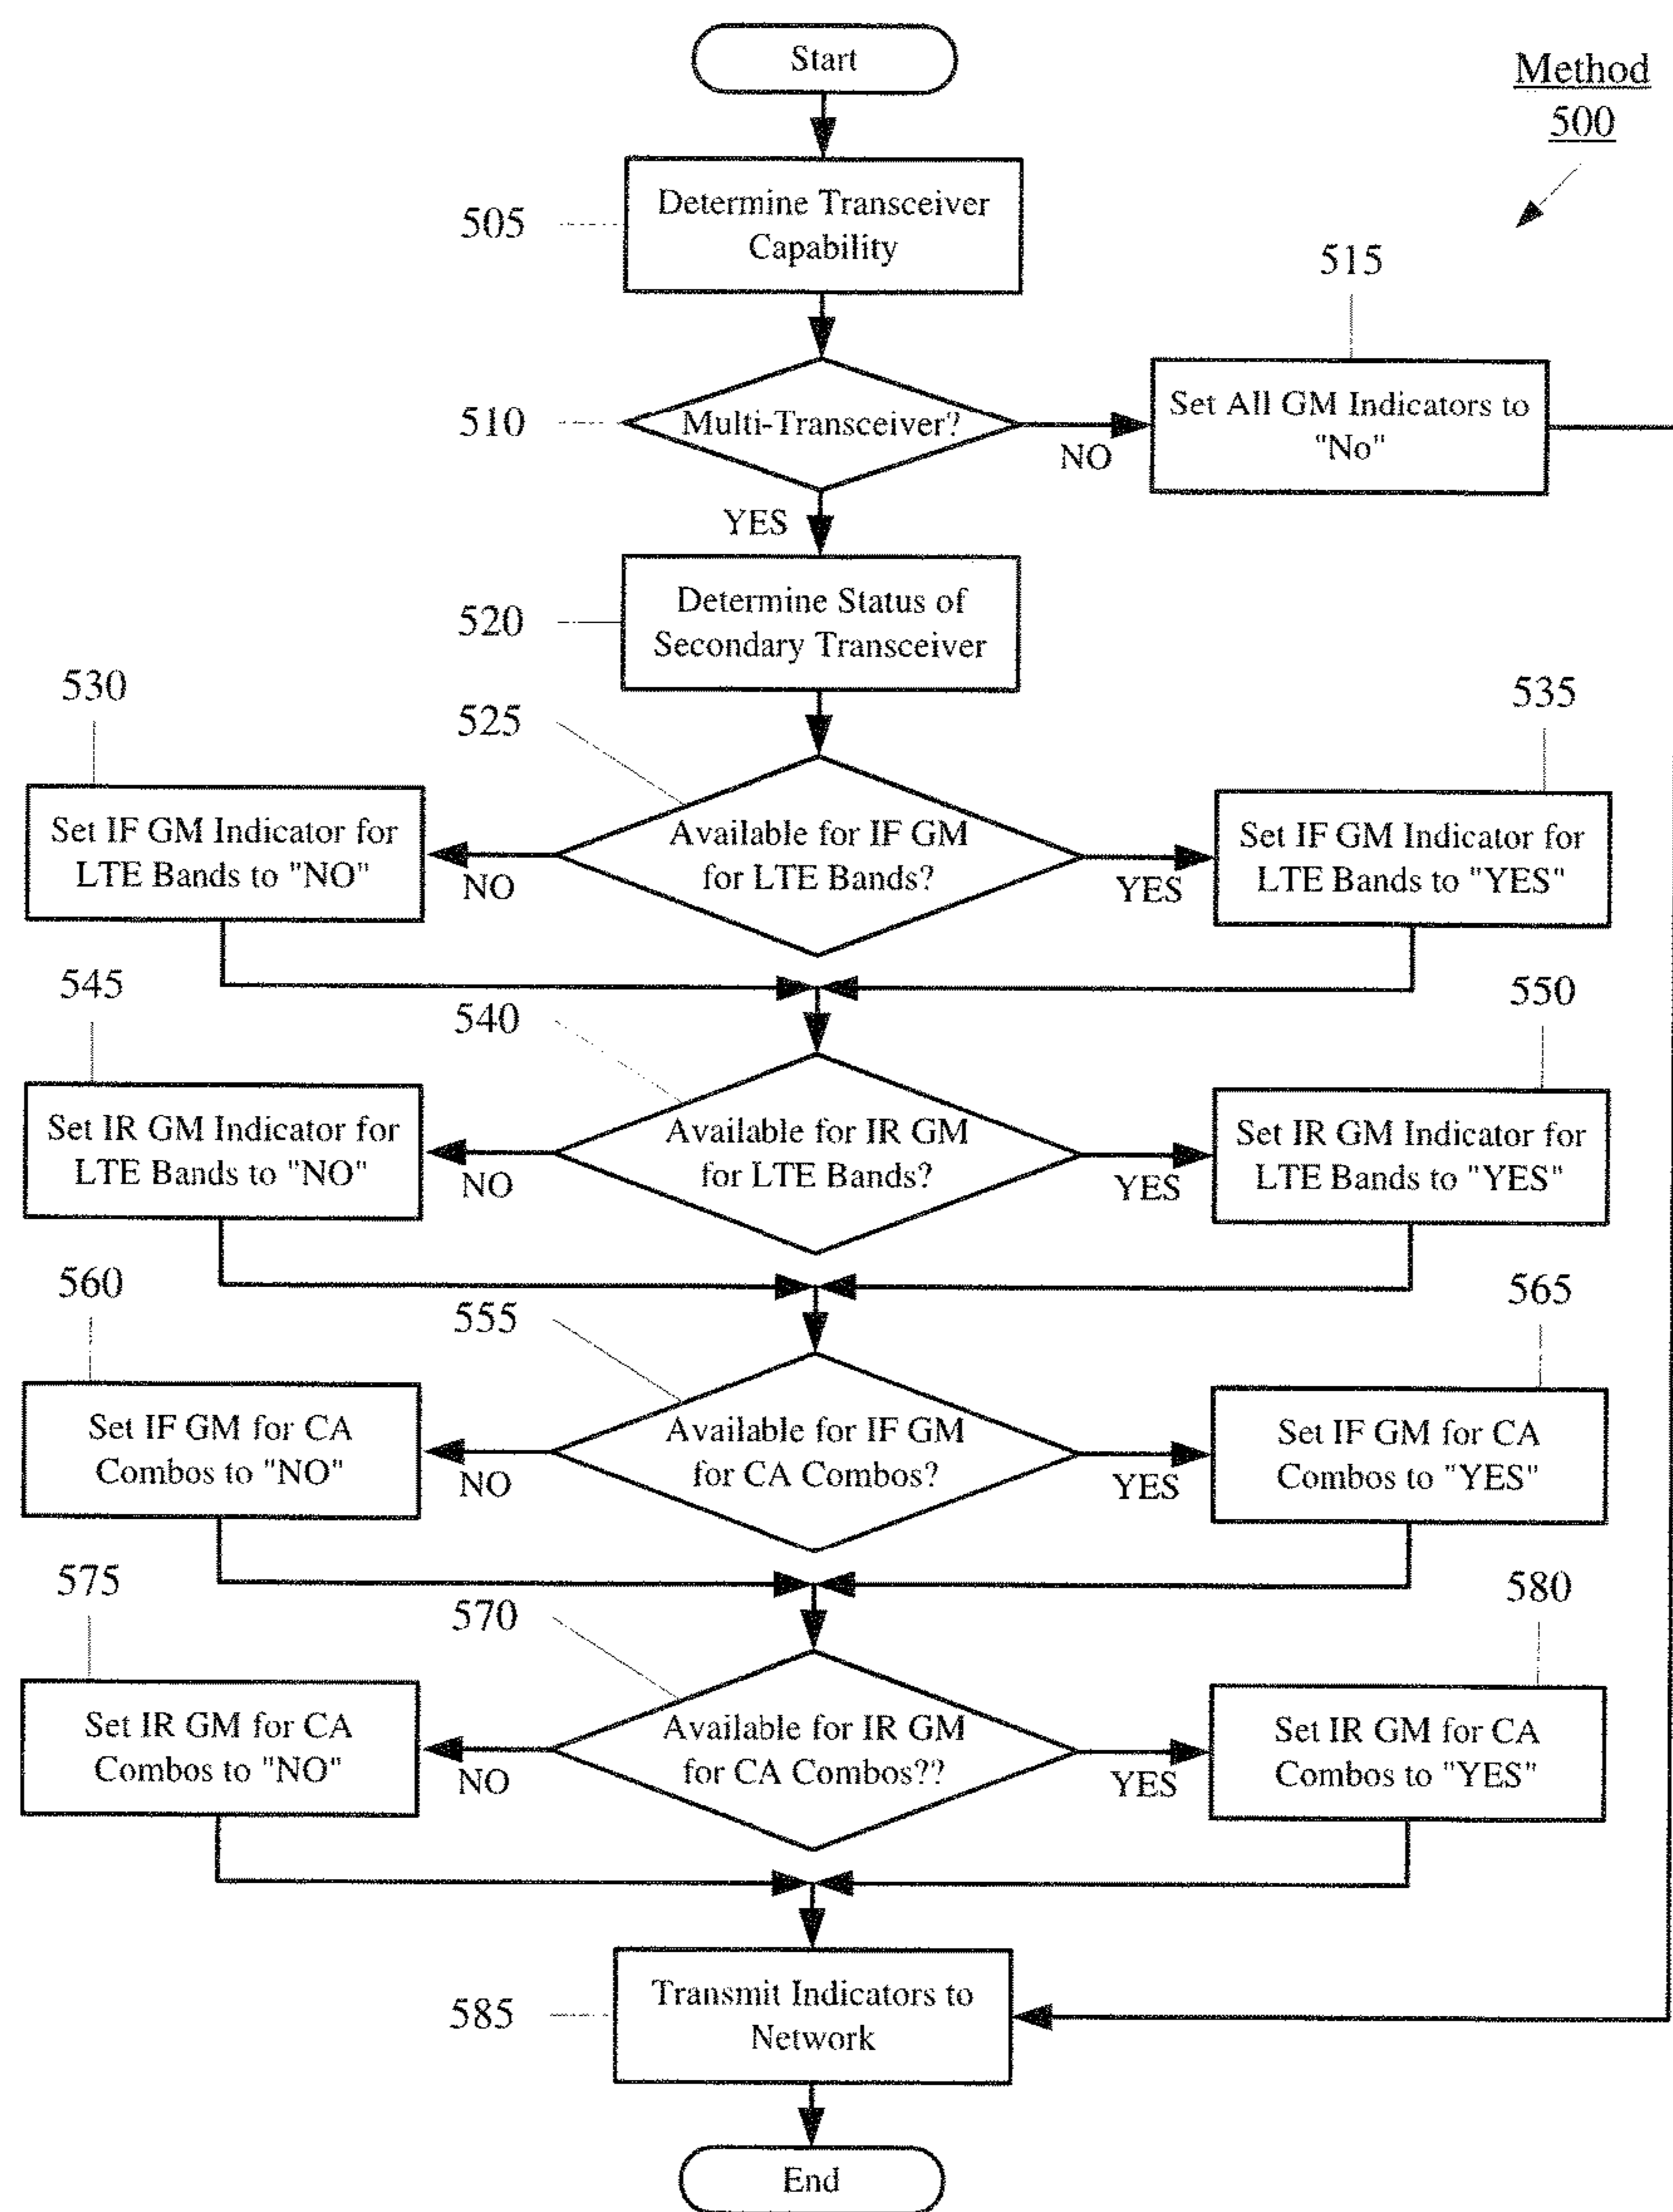 Start
Method
500
505
Determine Transceiver
Capability
515
510
Multi-Transceiver?
NO
Set All GM Indicators to
"No"
YES
520
Determine Status of
Secondary Transceiver
530
525
535
Set IF GM Indicator for
LTE Bands to "NO"
NO
Available for IF GM
for LTE Bands?
YES
Set IF GM Indicator for
LTE Bands to "YES"
545
540
550
Set IR GM Indicator for
LTE Bands to "NO"
NO
Available for IR GM
for LTE Bands?
YES
Set IR GM Indicator for
LTE Bands to "YES"
560
555
565
Set IF GM for CA
Combos to "NO"
NO
Available for IF GM
for CA Combos?
YES
Set IF GM for CA
Combos to "YES"
575
570
580
Set IR GM for CA
Combos to "NO"
NO
Available for IR GM
for CA Combos??
YES
Set IR GM for CA
Combos to "YES"
585
Transmit Indicators to
Network
End